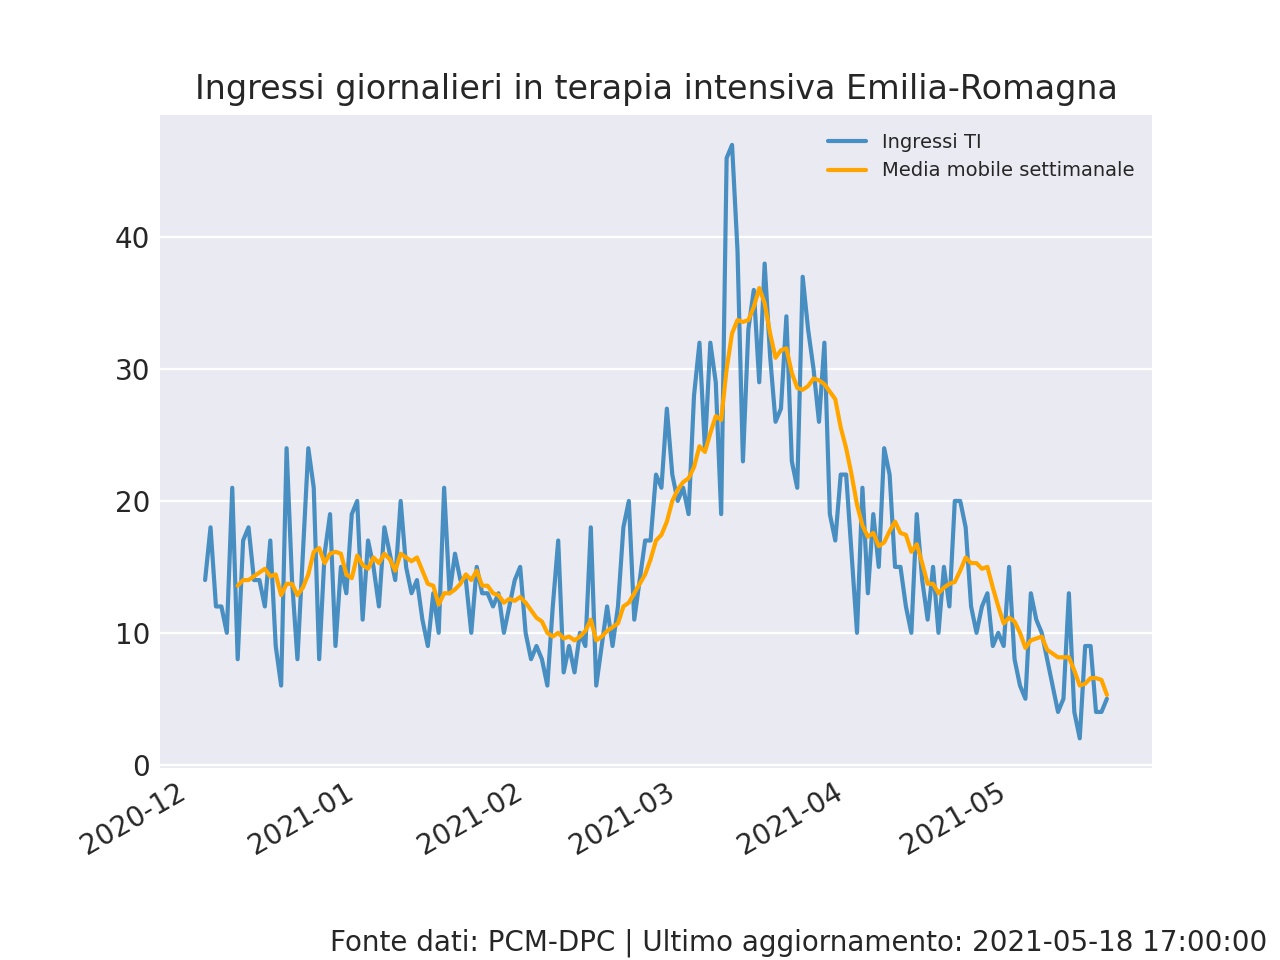 Ingressi giornalieri in terapia intensiva Emilia-Romagna
Ingressi TI
Media mobile settimanale
40
30
20
10
0
2020-12
2021-01
2021-02
2021-03
2021-04
2021-05
Fonte dati: PCM-DPC | Ultimo aggiornamento: 2021-05-18 17:00:00